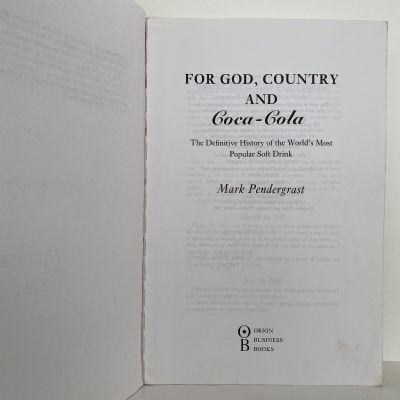 FOR GOD, COUNTRY
AND
Coca-Cola
The Definitive History of the World's Most
Popular Soft Drink
Mark Pendergrast
OB
ORION
BUSINESS
BOOKS